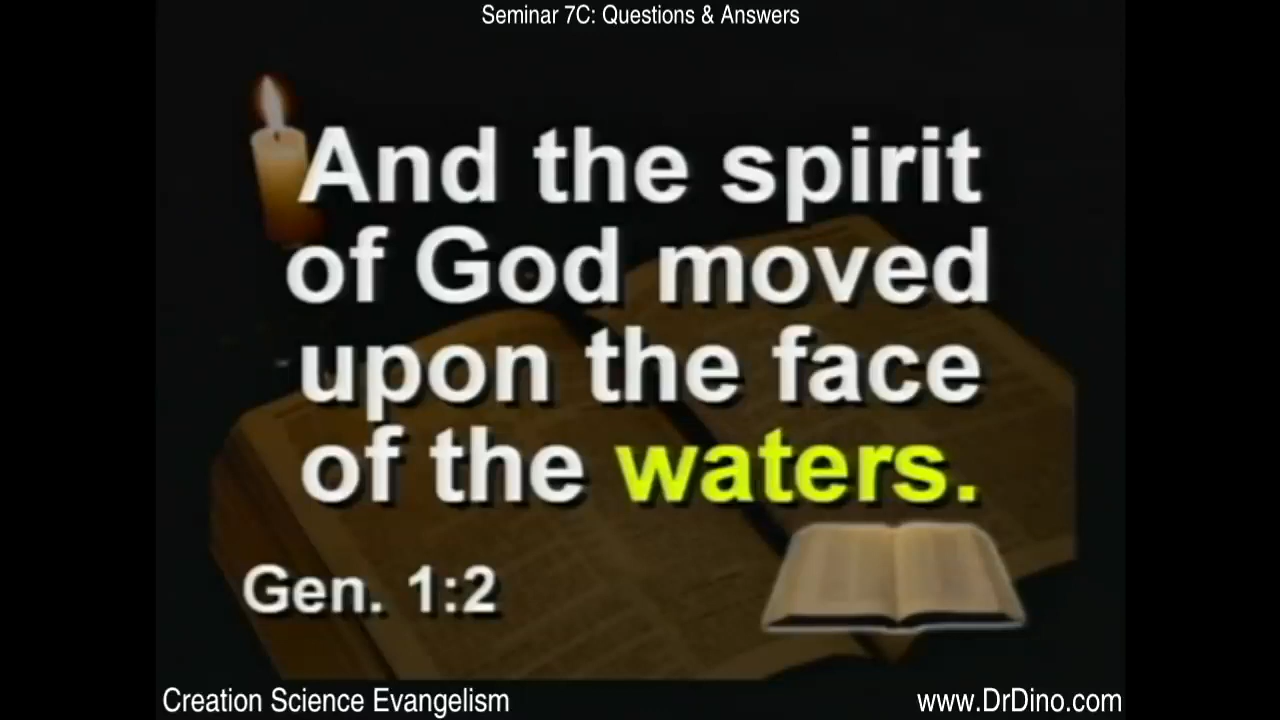 Seminar 7C: Questions & Answers
And the spirit
of God moved
upon the face
of the waters.
Gen. 1:2
Creation Science Evangelism
www.DrDino.com